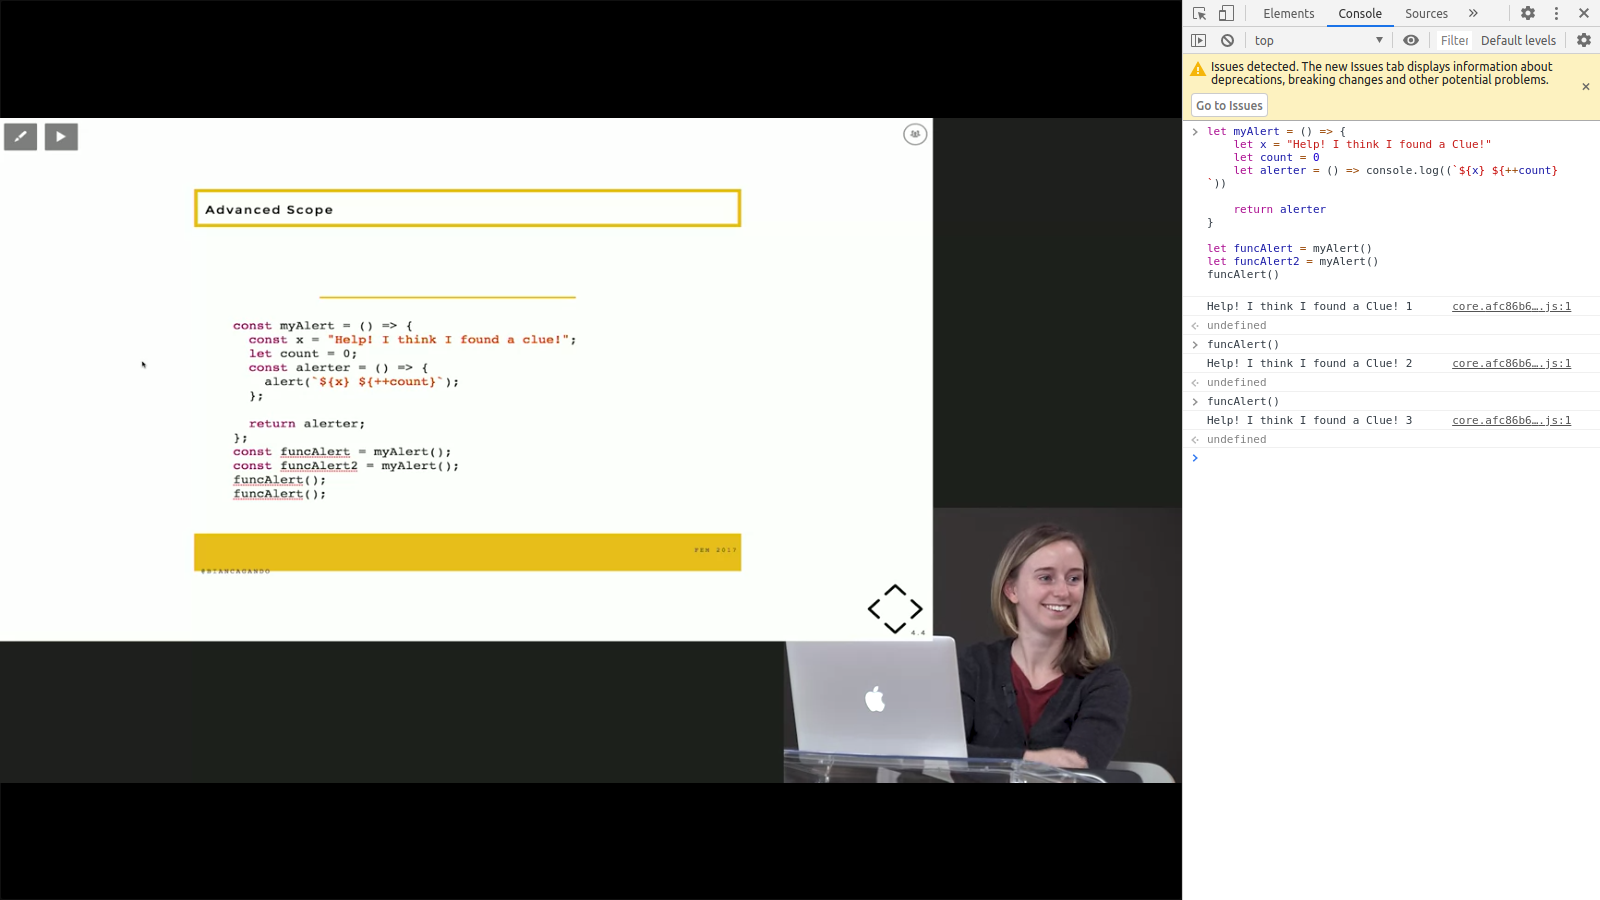 Advanced Scope
const myAlert = () => {
const x = "Help! I think I found a clue!";
let count = 0;
const alerter = () => {
alert(`${x} ${++count}`);
};
return alerter;
};
const funcAlert = myAlert();
const funcAlert2 = myAlert();
funcAlert();
funcAlert();
FEM 2017
@BIANCAGANDO
4.4
Elements Console Sources »
top Filter Default levels
Issues detected. The new Issues tab displays information about
deprecations, breaking changes and other potential problems.
Go to Issues
let myAlert = () => {
let x = "Help! I think I found a Clue!"
let count = 0
let alerter = () => console.log((`${x} ${++count}
`))
return alerter
}
let funcAlert = myAlert()
let funcAlert2 = myAlert()
funcAlert()
Help! I think I found a Clue! 1 core.afc86b6….js:1
undefined
funcAlert()
Help! I think I found a Clue! 2 core.afc86b6….js:1
undefined
funcAlert()
Help! I think I found a Clue! 3 core.afc86b6….js:1
undefined